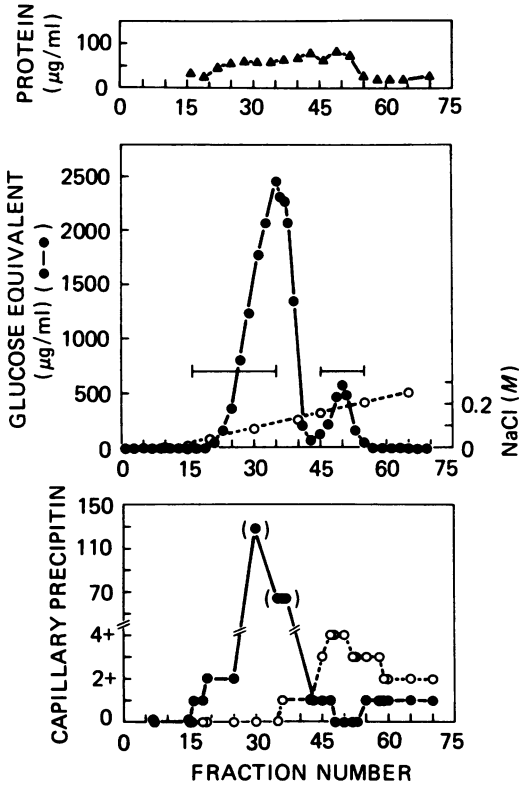 PROTEIN
(µg/ml)
100
0
0 15 30 45 60 75
GLUCOSE EQUIVALENT
(µg/ml) (●—●)
2500
2000
1500
1000
500
0
0 15 30 45 60 75
0.2
0
NaCl (M)
CAPILLARY PRECIPITIN
150
110
70
4+
2+
0
( )
( )
0 15 30 45 60 75
FRACTION NUMBER